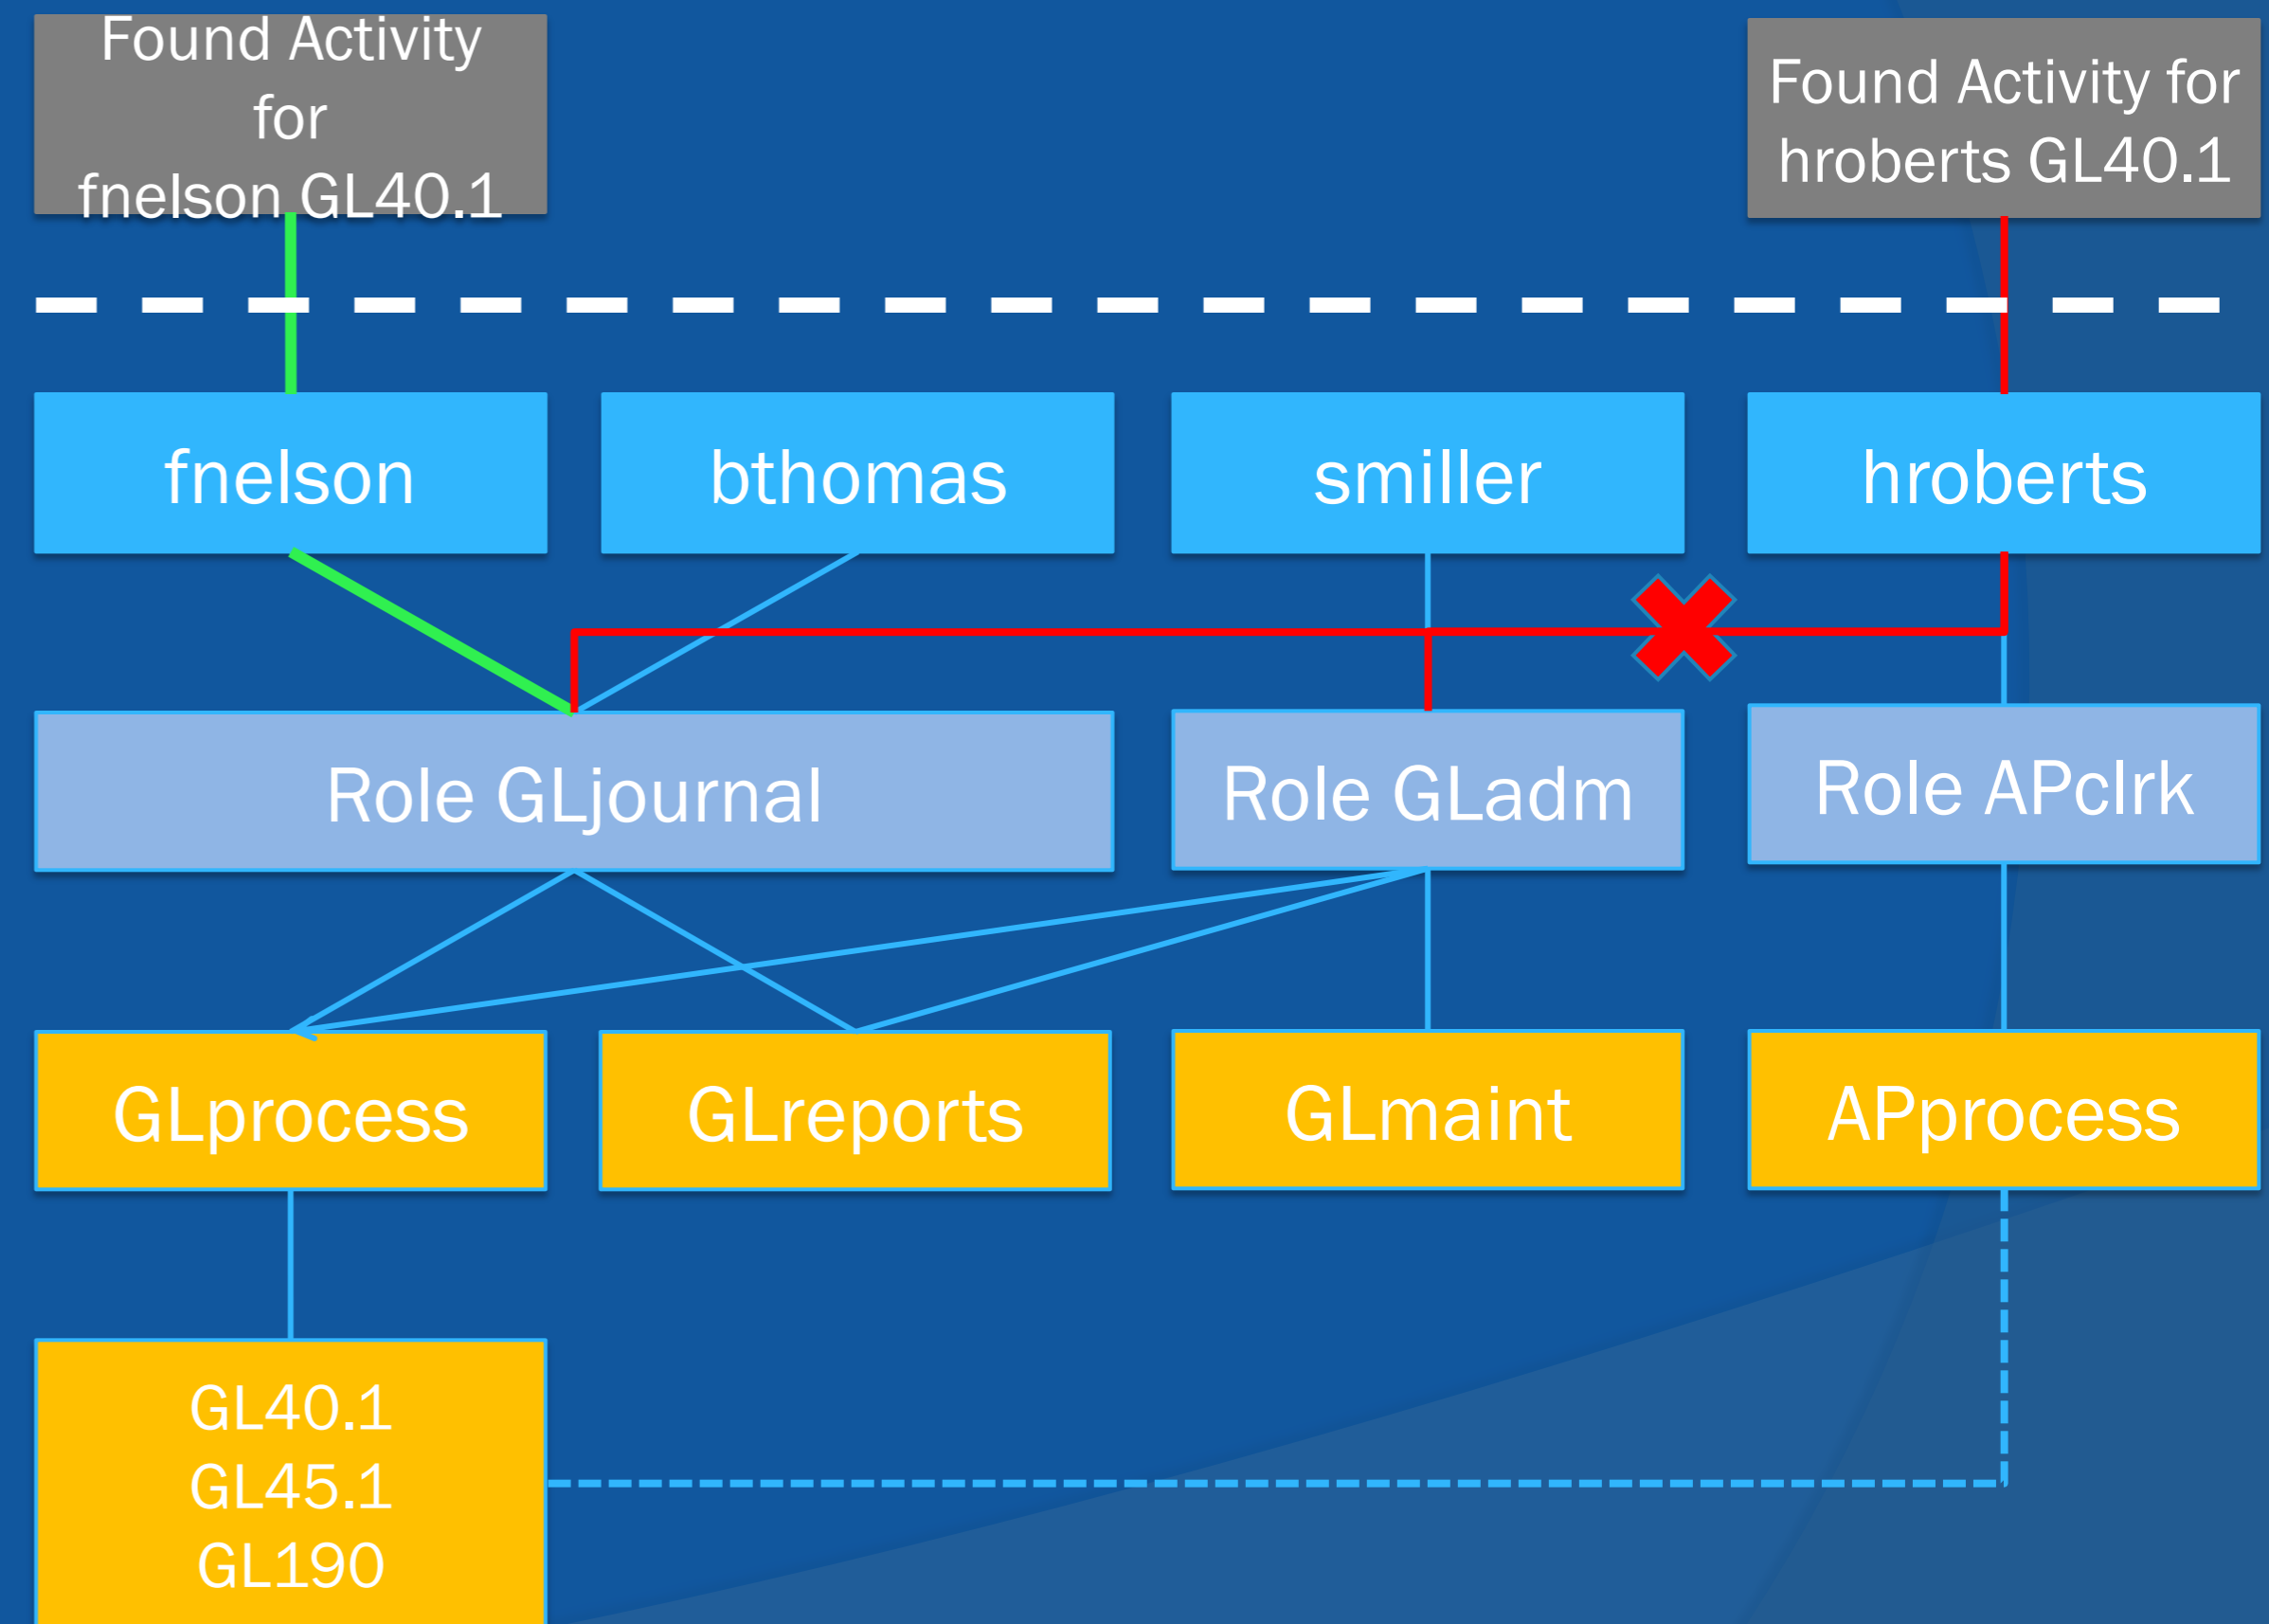 Found Activity
for
fnelson GL40.1
Found Activity for
hroberts GL40.1
fnelson
bthomas
smiller
hroberts
Role GLjournal
Role GLadm
Role APclrk
GLprocess
GLreports
GLmaint
APprocess
GL40.1
GL45.1
GL190